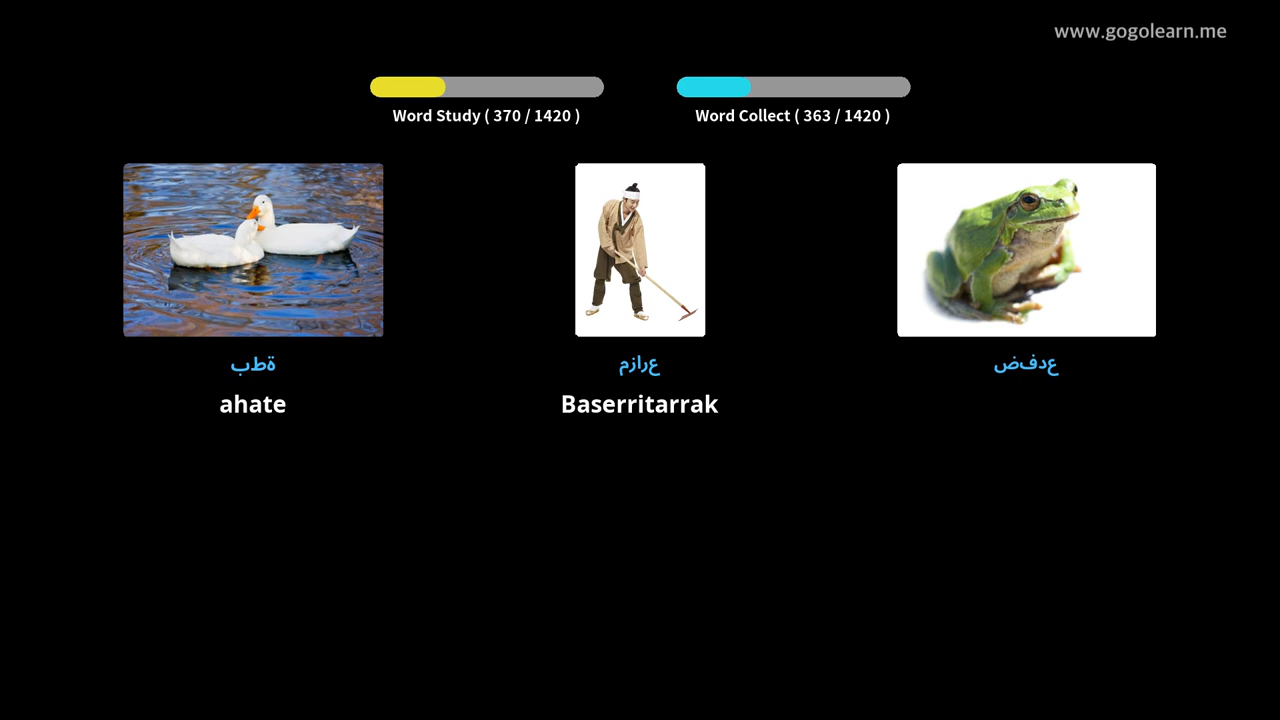 www.gogolearn.me
Word Study ( 370 / 1420 )
Word Collect ( 363 / 1420 )
ةطب
عرازم
عدفض
ahate
Baserritarrak